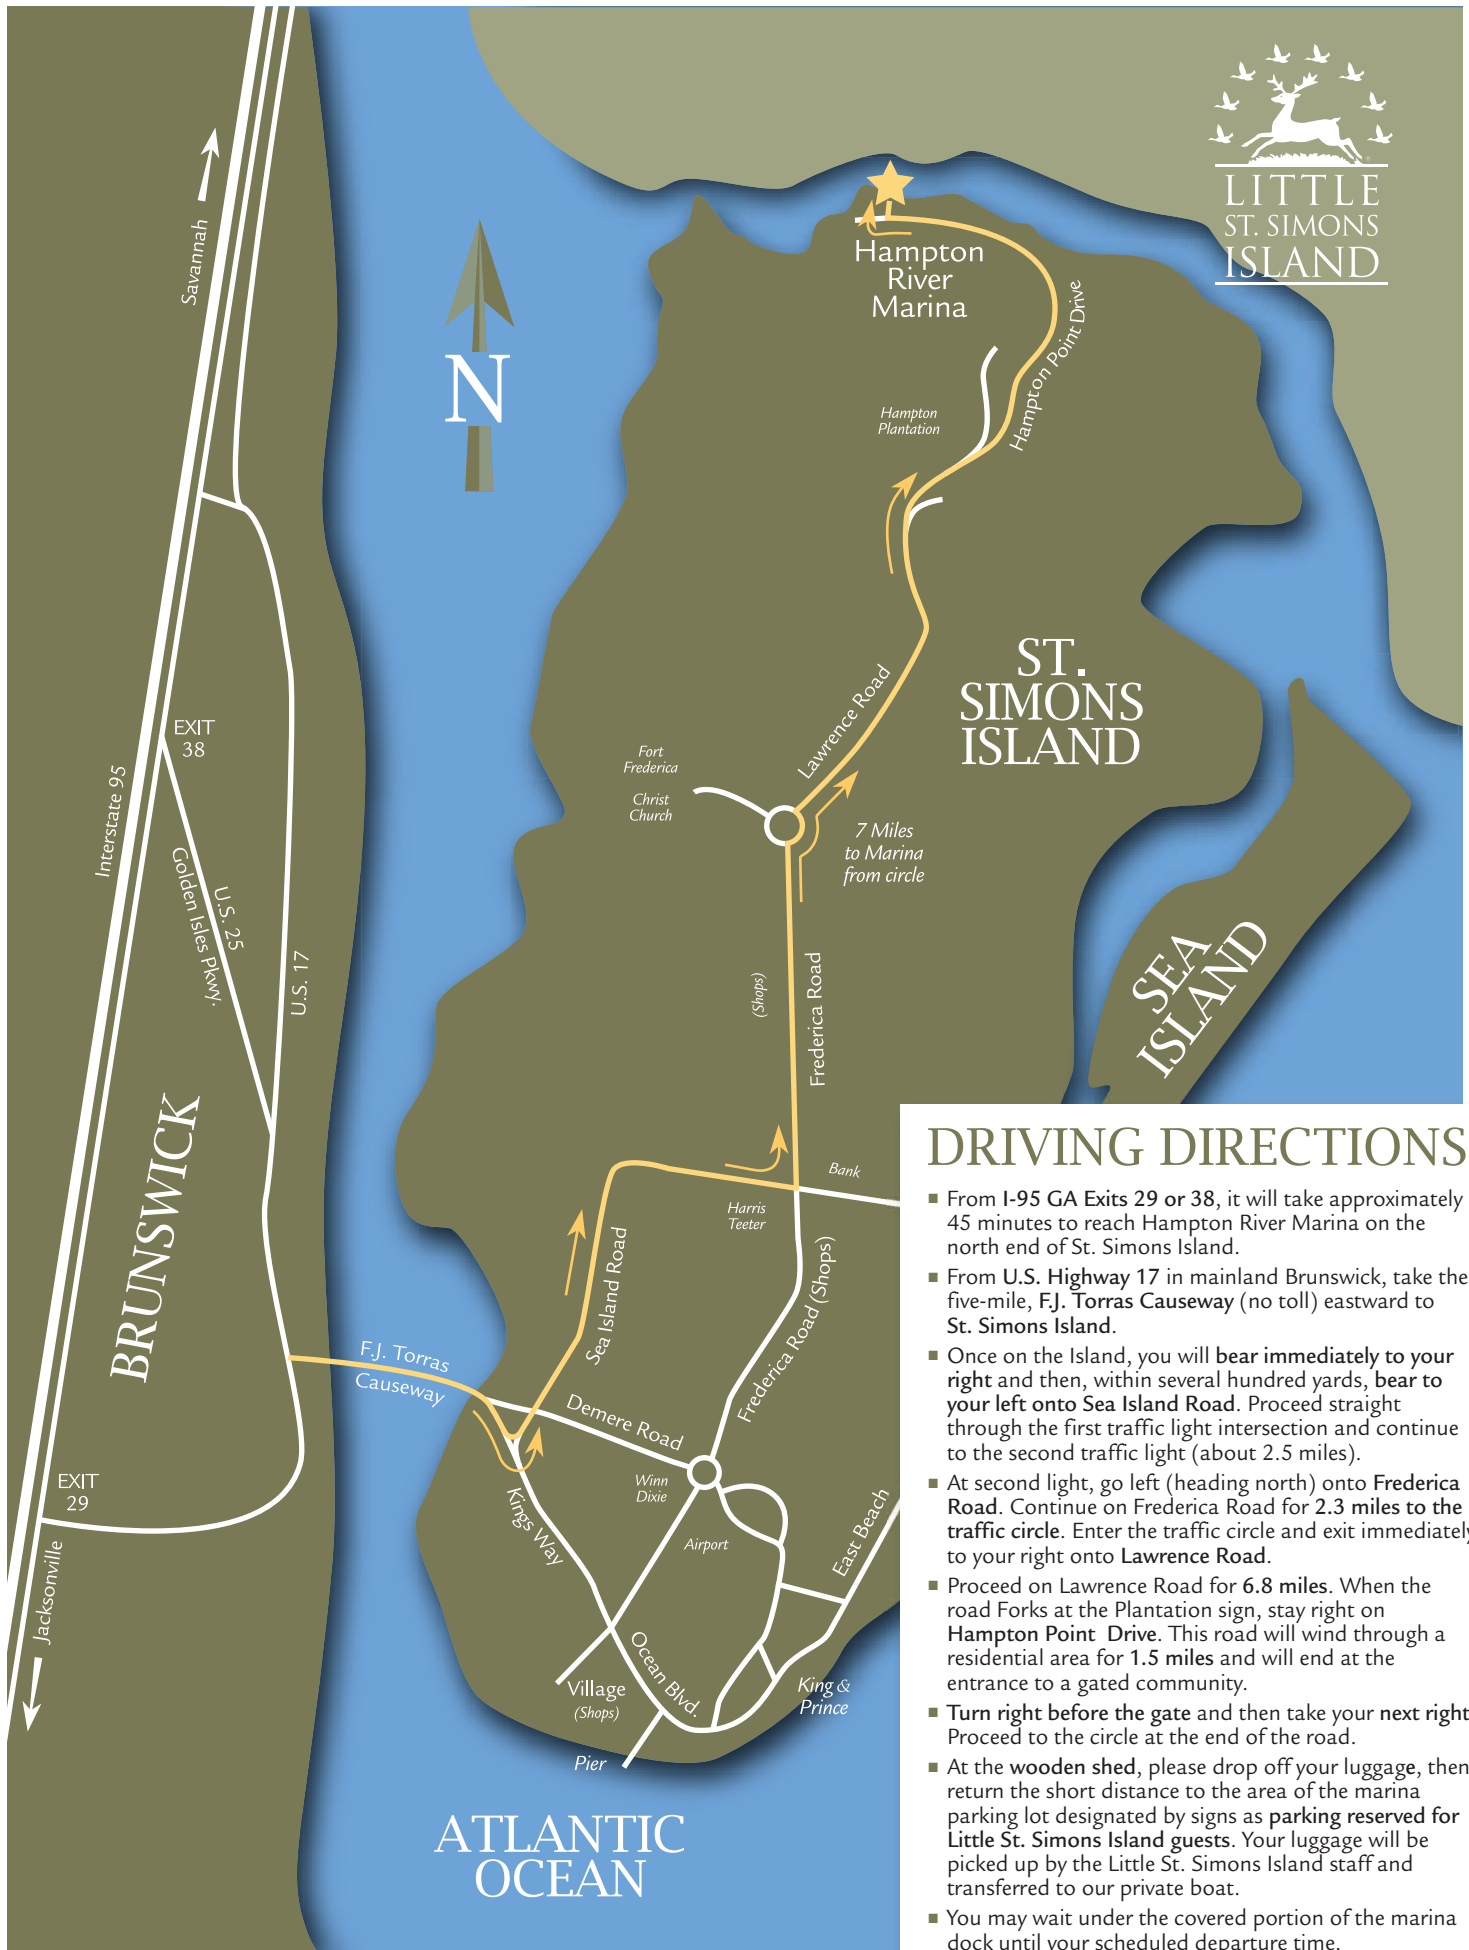 LITTLE
ST. SIMONS
ISLAND
Savannah
N
Hampton
River
Marina
Hampton Point Drive
Hampton
Plantation
ST.
SIMONS
ISLAND
Lawrence Road
EXIT
38
Fort
Frederica
Christ
Church
Interstate 95
7 Miles
to Marina
from circle
U.S. 25
Golden Isles Pkwy.
U.S. 17
(Shops)
Frederica Road
SEA
ISLAND
BRUNSWICK
Bank
Harris
Teeter
Sea Island Road
Frederica Road (Shops)
F.J. Torras
Causeway
Demere Road
EXIT
29
Winn
Dixie
Kings Way
Airport
East Beach
Jacksonville
Ocean Blvd.
Village
(Shops)
King &
Prince
Pier
ATLANTIC
OCEAN
DRIVING DIRECTIONS
▪ From I-95 GA Exits 29 or 38, it will take approximately
45 minutes to reach Hampton River Marina on the
north end of St. Simons Island.
▪ From U.S. Highway 17 in mainland Brunswick, take the
five-mile, F.J. Torras Causeway (no toll) eastward to
St. Simons Island.
▪ Once on the Island, you will bear immediately to your
right and then, within several hundred yards, bear to
your left onto Sea Island Road. Proceed straight
through the first traffic light intersection and continue
to the second traffic light (about 2.5 miles).
▪ At second light, go left (heading north) onto Frederica
Road. Continue on Frederica Road for 2.3 miles to the
traffic circle. Enter the traffic circle and exit immediately
to your right onto Lawrence Road.
▪ Proceed on Lawrence Road for 6.8 miles. When the
road Forks at the Plantation sign, stay right on
Hampton Point Drive. This road will wind through a
residential area for 1.5 miles and will end at the
entrance to a gated community.
▪ Turn right before the gate and then take your next right
Proceed to the circle at the end of the road.
▪ At the wooden shed, please drop off your luggage, then
return the short distance to the area of the marina
parking lot designated by signs as parking reserved for
Little St. Simons Island guests. Your luggage will be
picked up by the Little St. Simons Island staff and
transferred to our private boat.
▪ You may wait under the covered portion of the marina
dock until your scheduled departure time.